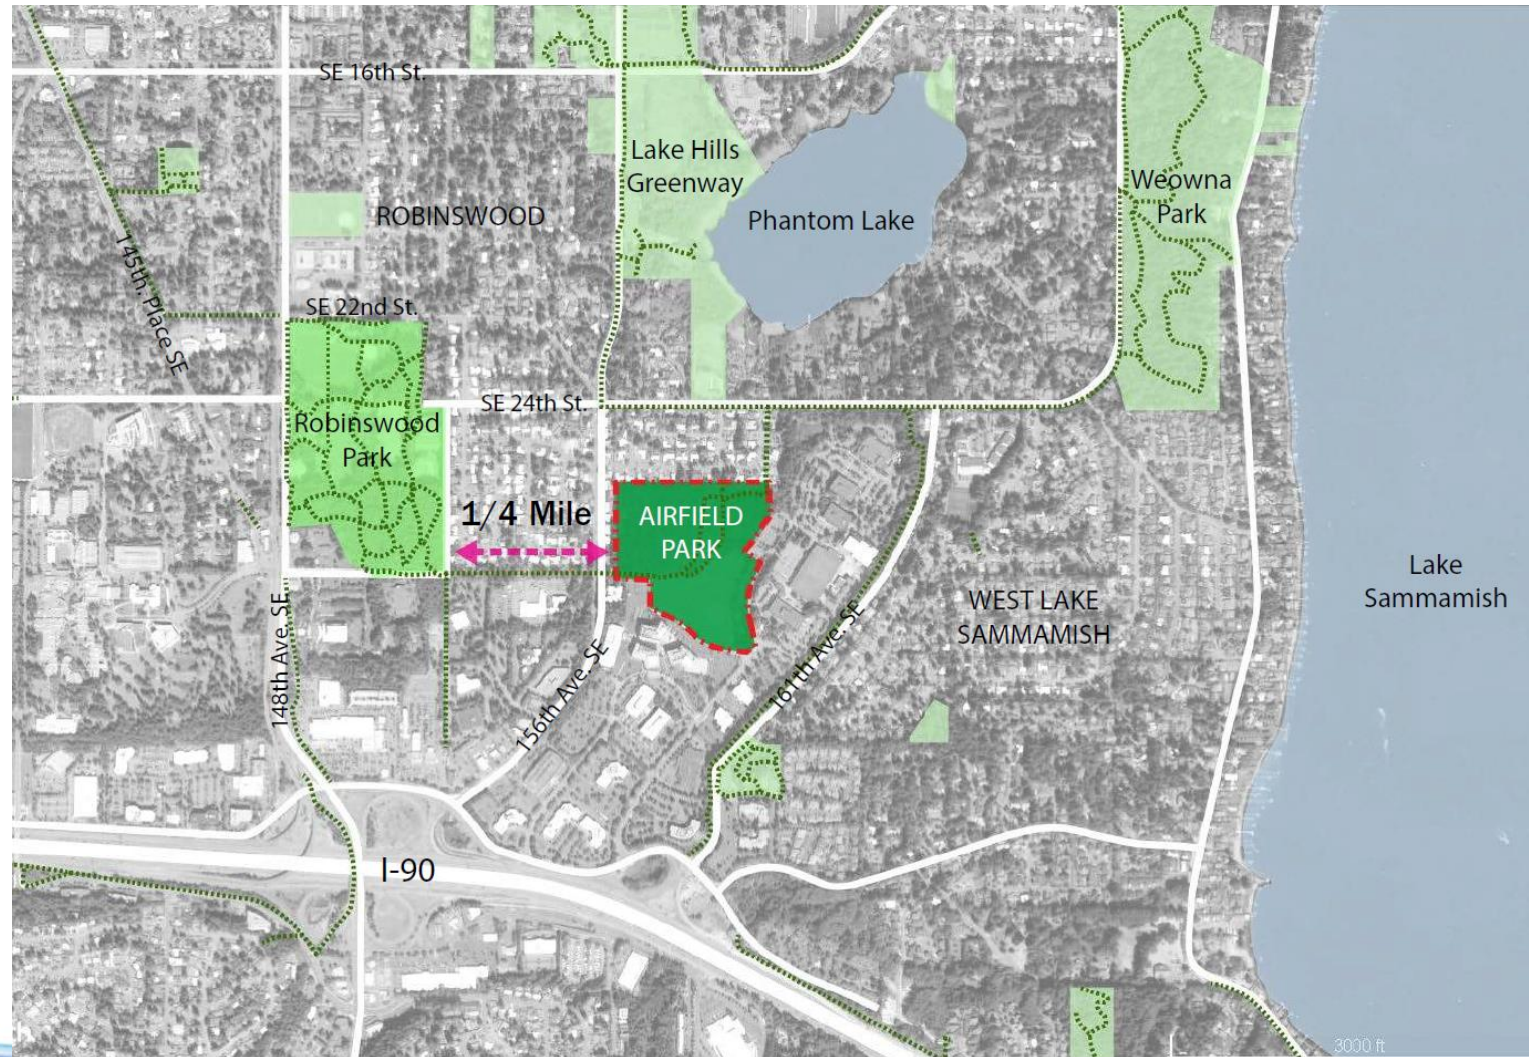 SE 16th St.
Lake Hills
Greenway
Weowna
Park
ROBINSWOOD
Phantom Lake
145th. Place SE
SE 22nd St.
SE 24th St.
Robinswood
Park
1/4 Mile
AIRFIELD
PARK
Lake
Sammamish
WEST LAKE
SAMMAMISH
148th Ave. SE
156th Ave. SE
161th Ave. SE
I-90
3000 ft